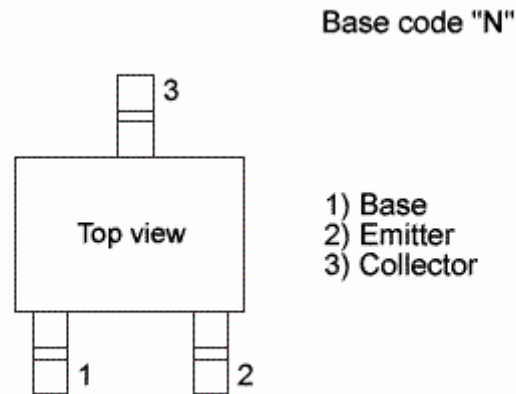 Base code "N"
3
Top view
1) Base
2) Emitter
3) Collector
1
2